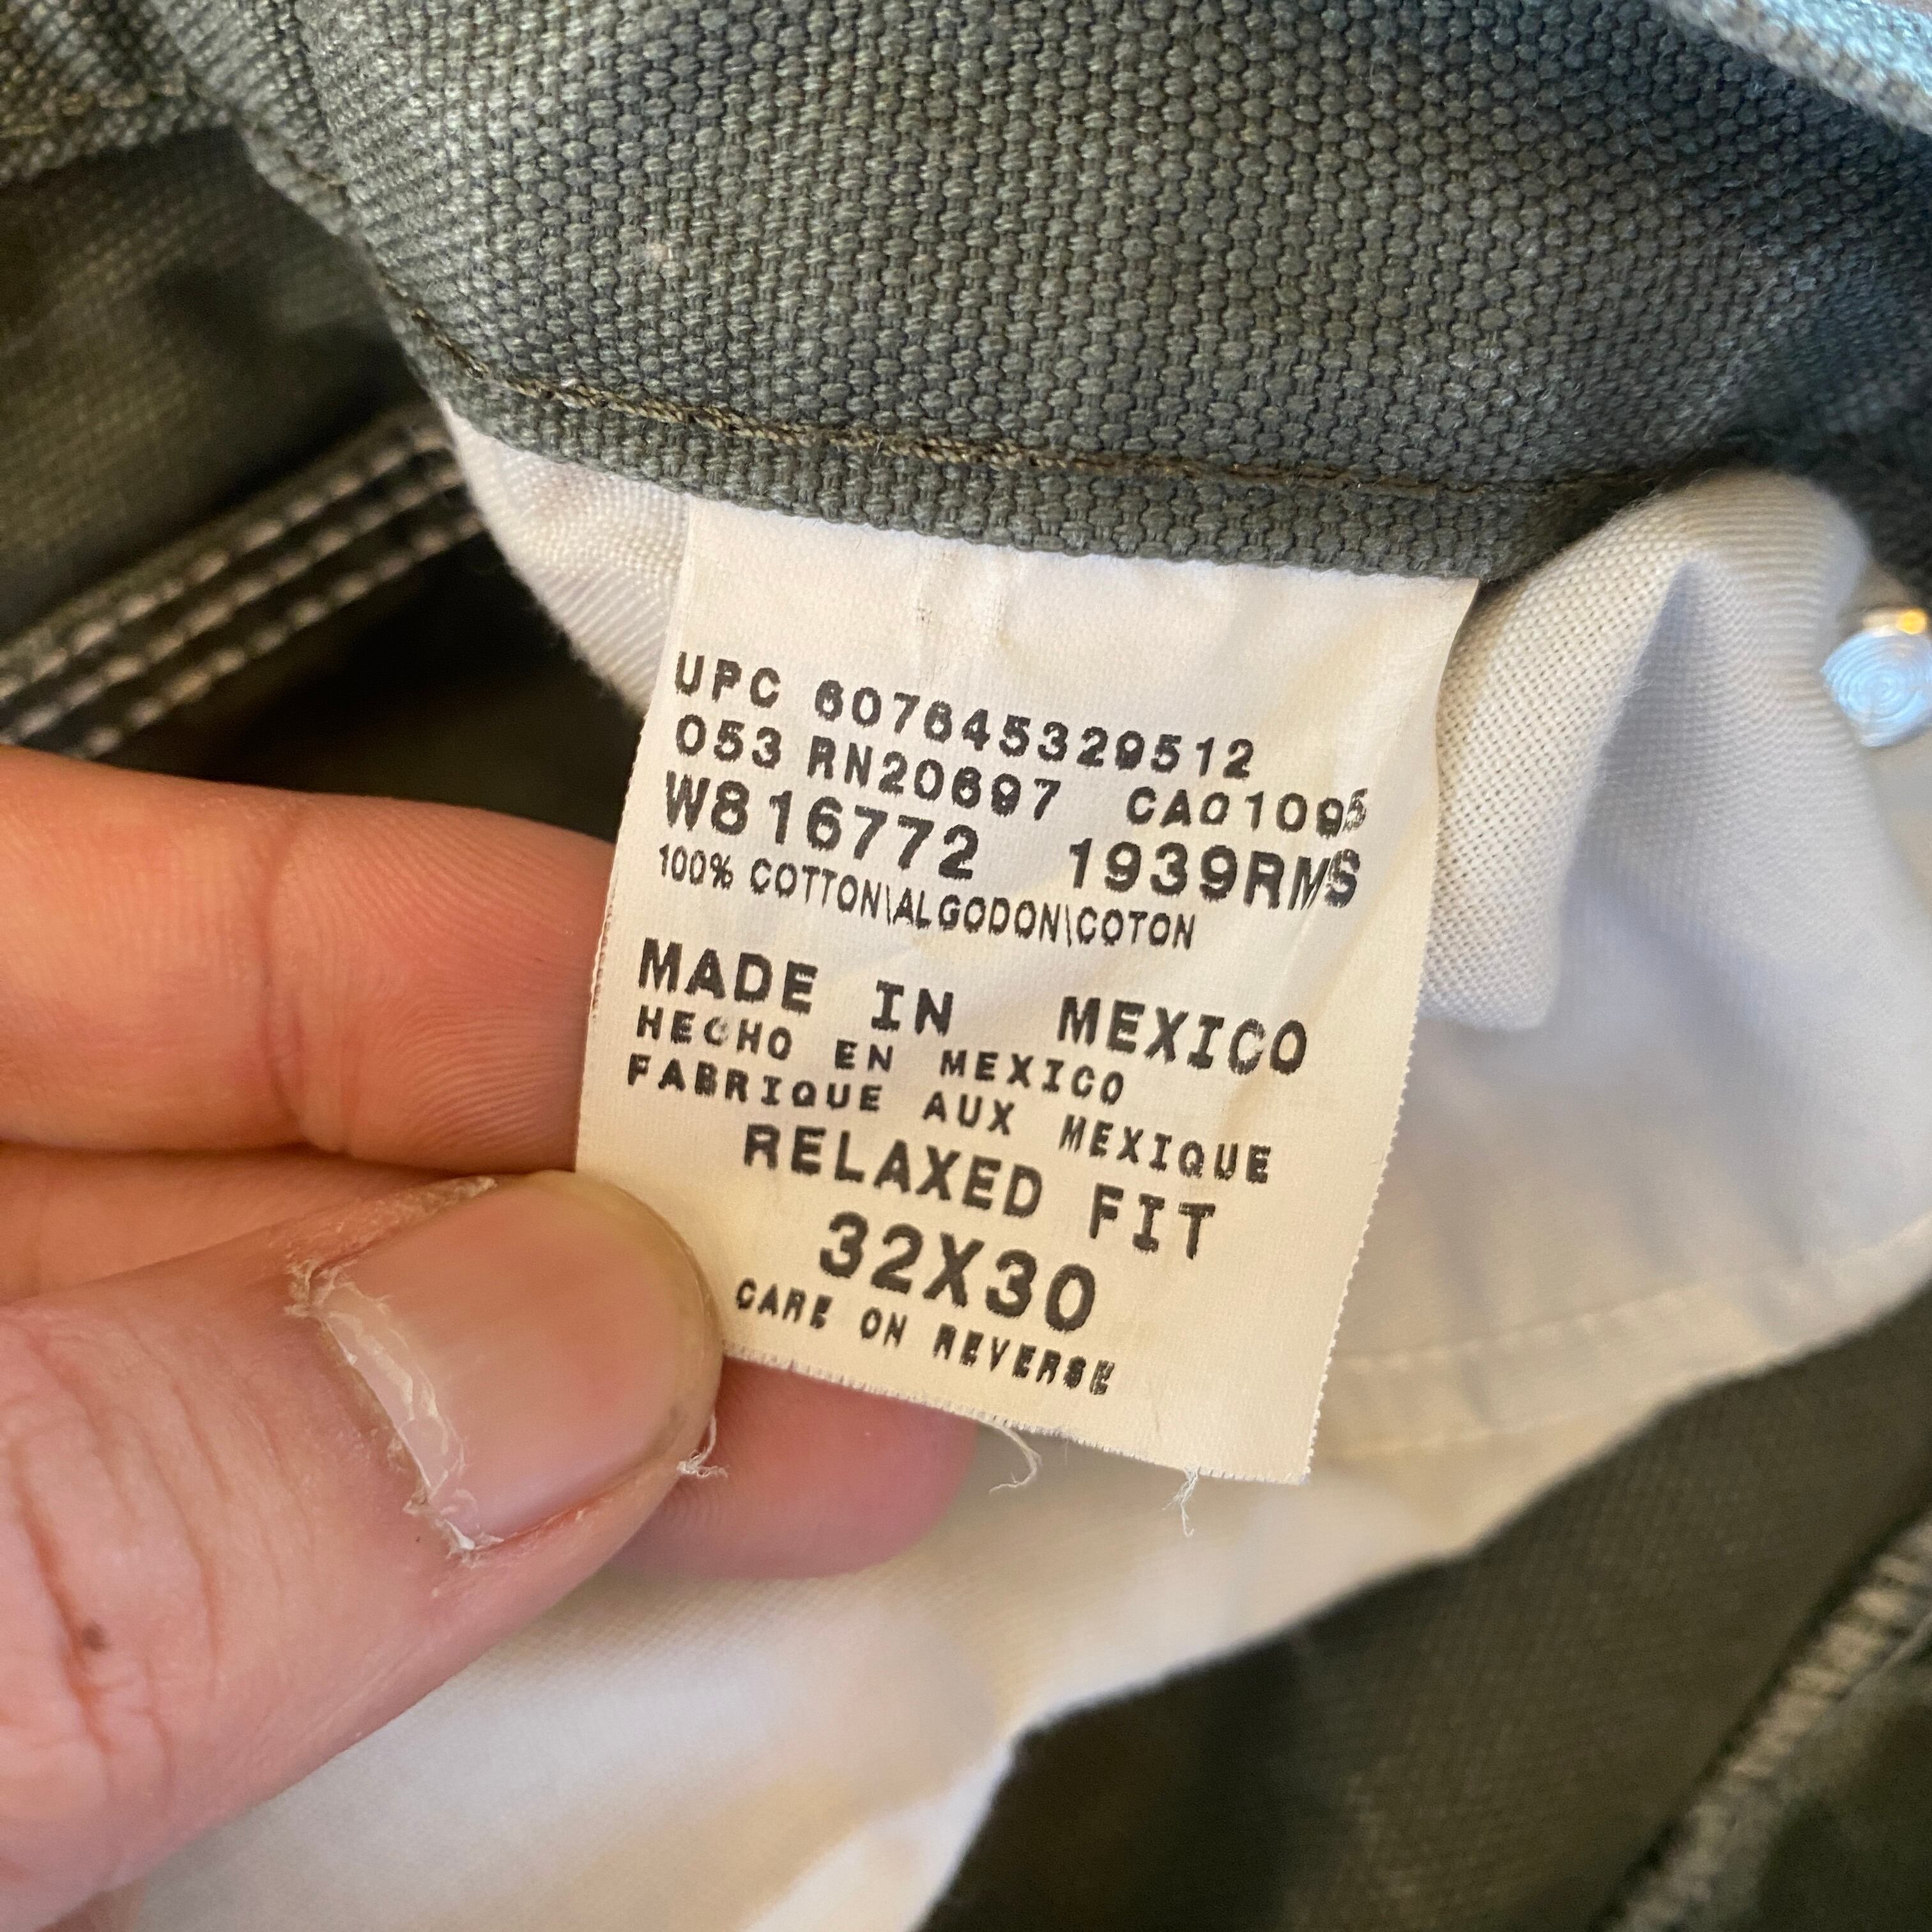 UPC 607645329512
053 RN20697 CA01095
W816772 1939RMS
100% COTTON\ALGODON\COTON
MADE IN MEXICO
HECHO EN MEXICO
FABRIQUE AUX MEXIQUE
RELAXED FIT
32X30
CARE ON REVERSE